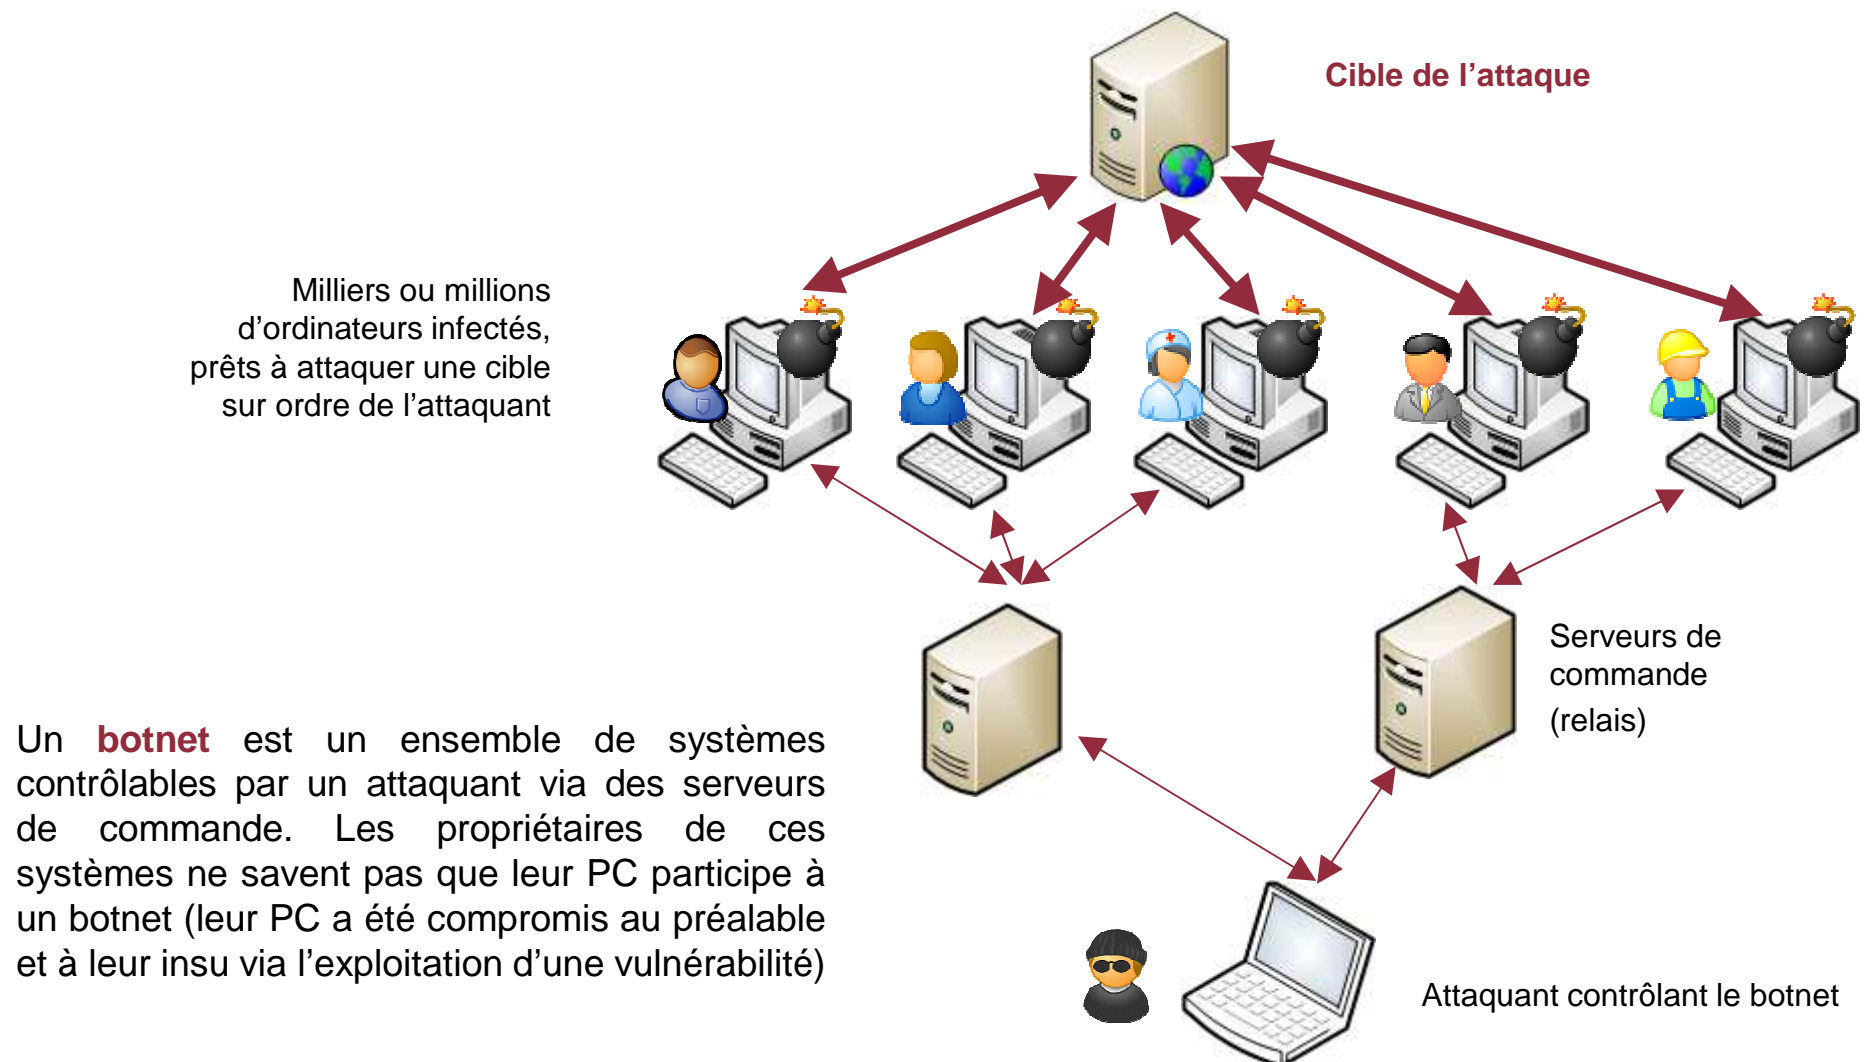 Cible de l’attaque
Milliers ou millions
d’ordinateurs infectés,
prêts à attaquer une cible
sur ordre de l’attaquant
Serveurs de
commande
(relais)
Un botnet est un ensemble de systèmes
contrôlables par un attaquant via des serveurs
de commande. Les propriétaires de ces
systèmes ne savent pas que leur PC participe à
un botnet (leur PC a été compromis au préalable
et à leur insu via l’exploitation d’une vulnérabilité)
Attaquant contrôlant le botnet